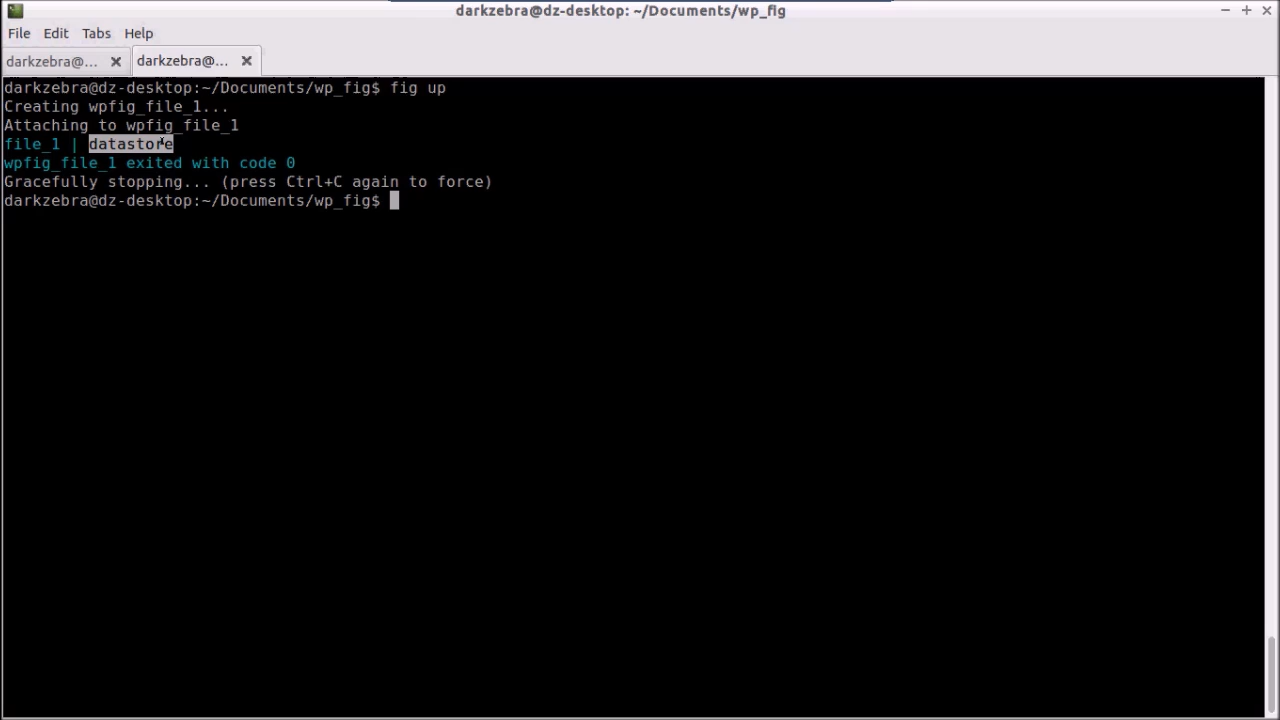 darkzebra@dz-desktop: ~/Documents/wp_fig
File Edit Tabs Help
darkzebra@... darkzebra@...
darkzebra@dz-desktop:~/Documents/wp_fig$ fig up
Creating wpfig_file_1...
Attaching to wpfig_file_1
file_1 | datastore
wpfig_file_1 exited with code 0
Gracefully stopping... (press Ctrl+C again to force)
darkzebra@dz-desktop:~/Documents/wp_fig$